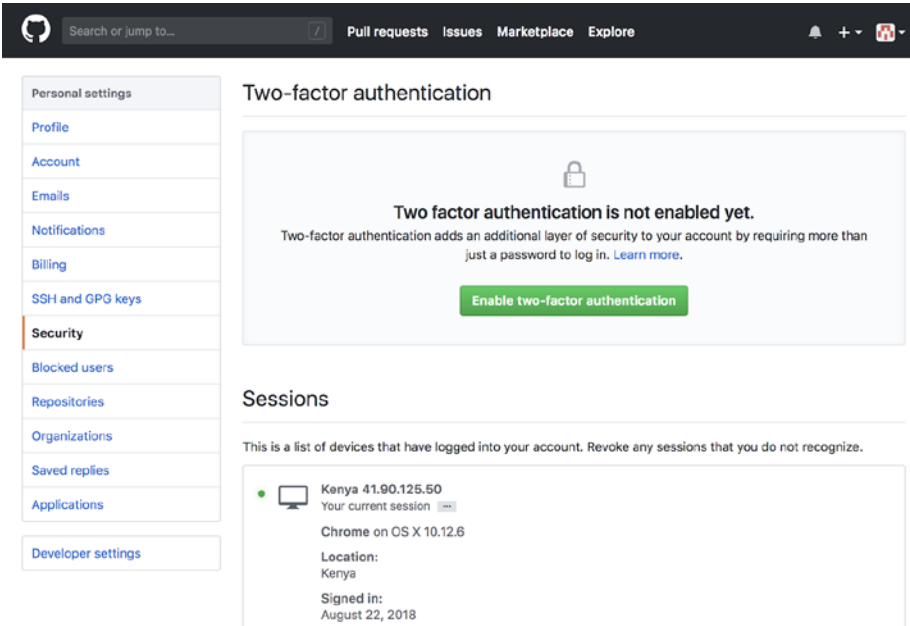 Search or jump to... /
Pull requests Issues Marketplace Explore
Personal settings
Profile
Account
Emails
Notifications
Billing
SSH and GPG keys
Security
Blocked users
Repositories
Organizations
Saved replies
Applications
Developer settings
Two-factor authentication
Two factor authentication is not enabled yet.
Two-factor authentication adds an additional layer of security to your account by requiring more than
just a password to log in. Learn more.
Enable two-factor authentication
Sessions
This is a list of devices that have logged into your account. Revoke any sessions that you do not recognize.
Kenya 41.90.125.50
Your current session ...
Chrome on OS X 10.12.6
Location:
Kenya
Signed in:
August 22, 2018